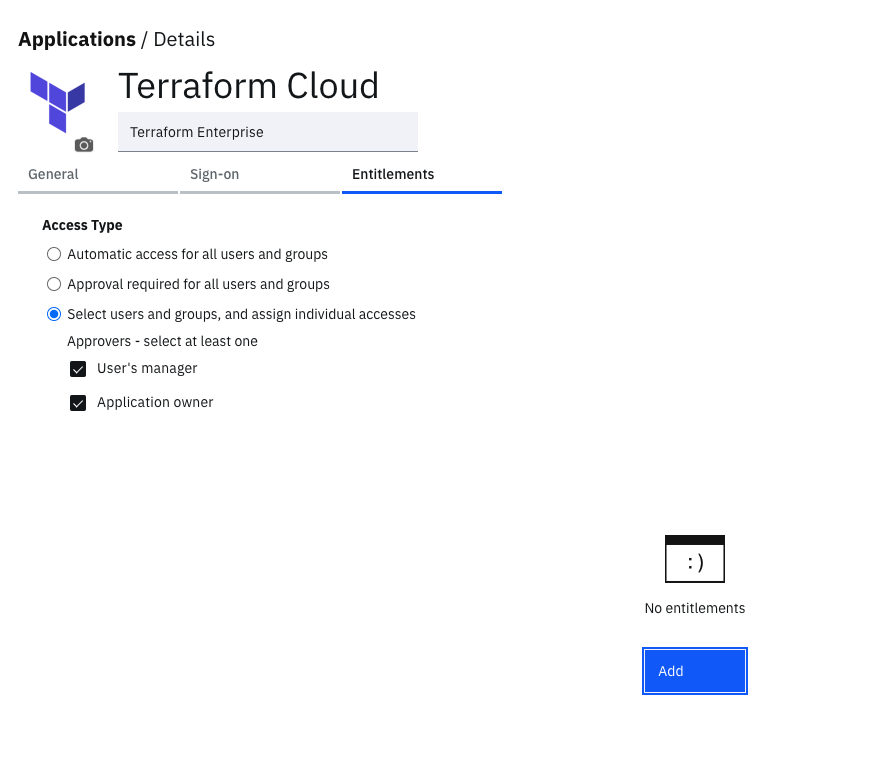 Applications / Details
Terraform Cloud
Terraform Enterprise
General Sign-on Entitlements
Access Type
Automatic access for all users and groups
Approval required for all users and groups
Select users and groups, and assign individual accesses
Approvers - select at least one
User's manager
Application owner
:)
No entitlements
Add